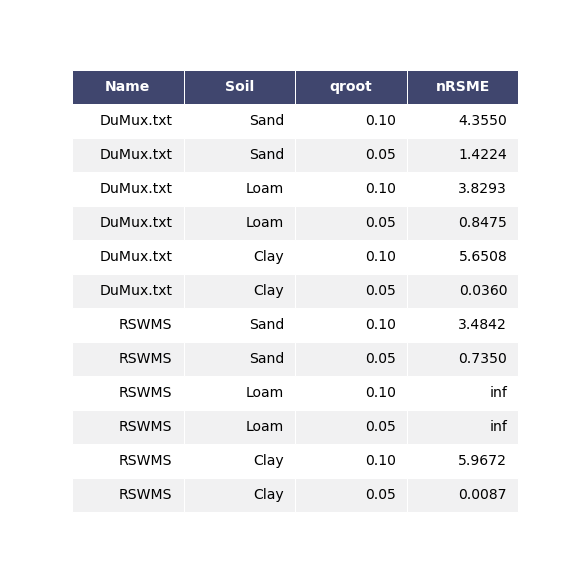 Name Soil qroot nRSME
DuMux.txt Sand 0.10 4.3550
DuMux.txt Sand 0.05 1.4224
DuMux.txt Loam 0.10 3.8293
DuMux.txt Loam 0.05 0.8475
DuMux.txt Clay 0.10 5.6508
DuMux.txt Clay 0.05 0.0360
RSWMS Sand 0.10 3.4842
RSWMS Sand 0.05 0.7350
RSWMS Loam 0.10 inf
RSWMS Loam 0.05 inf
RSWMS Clay 0.10 5.9672
RSWMS Clay 0.05 0.0087